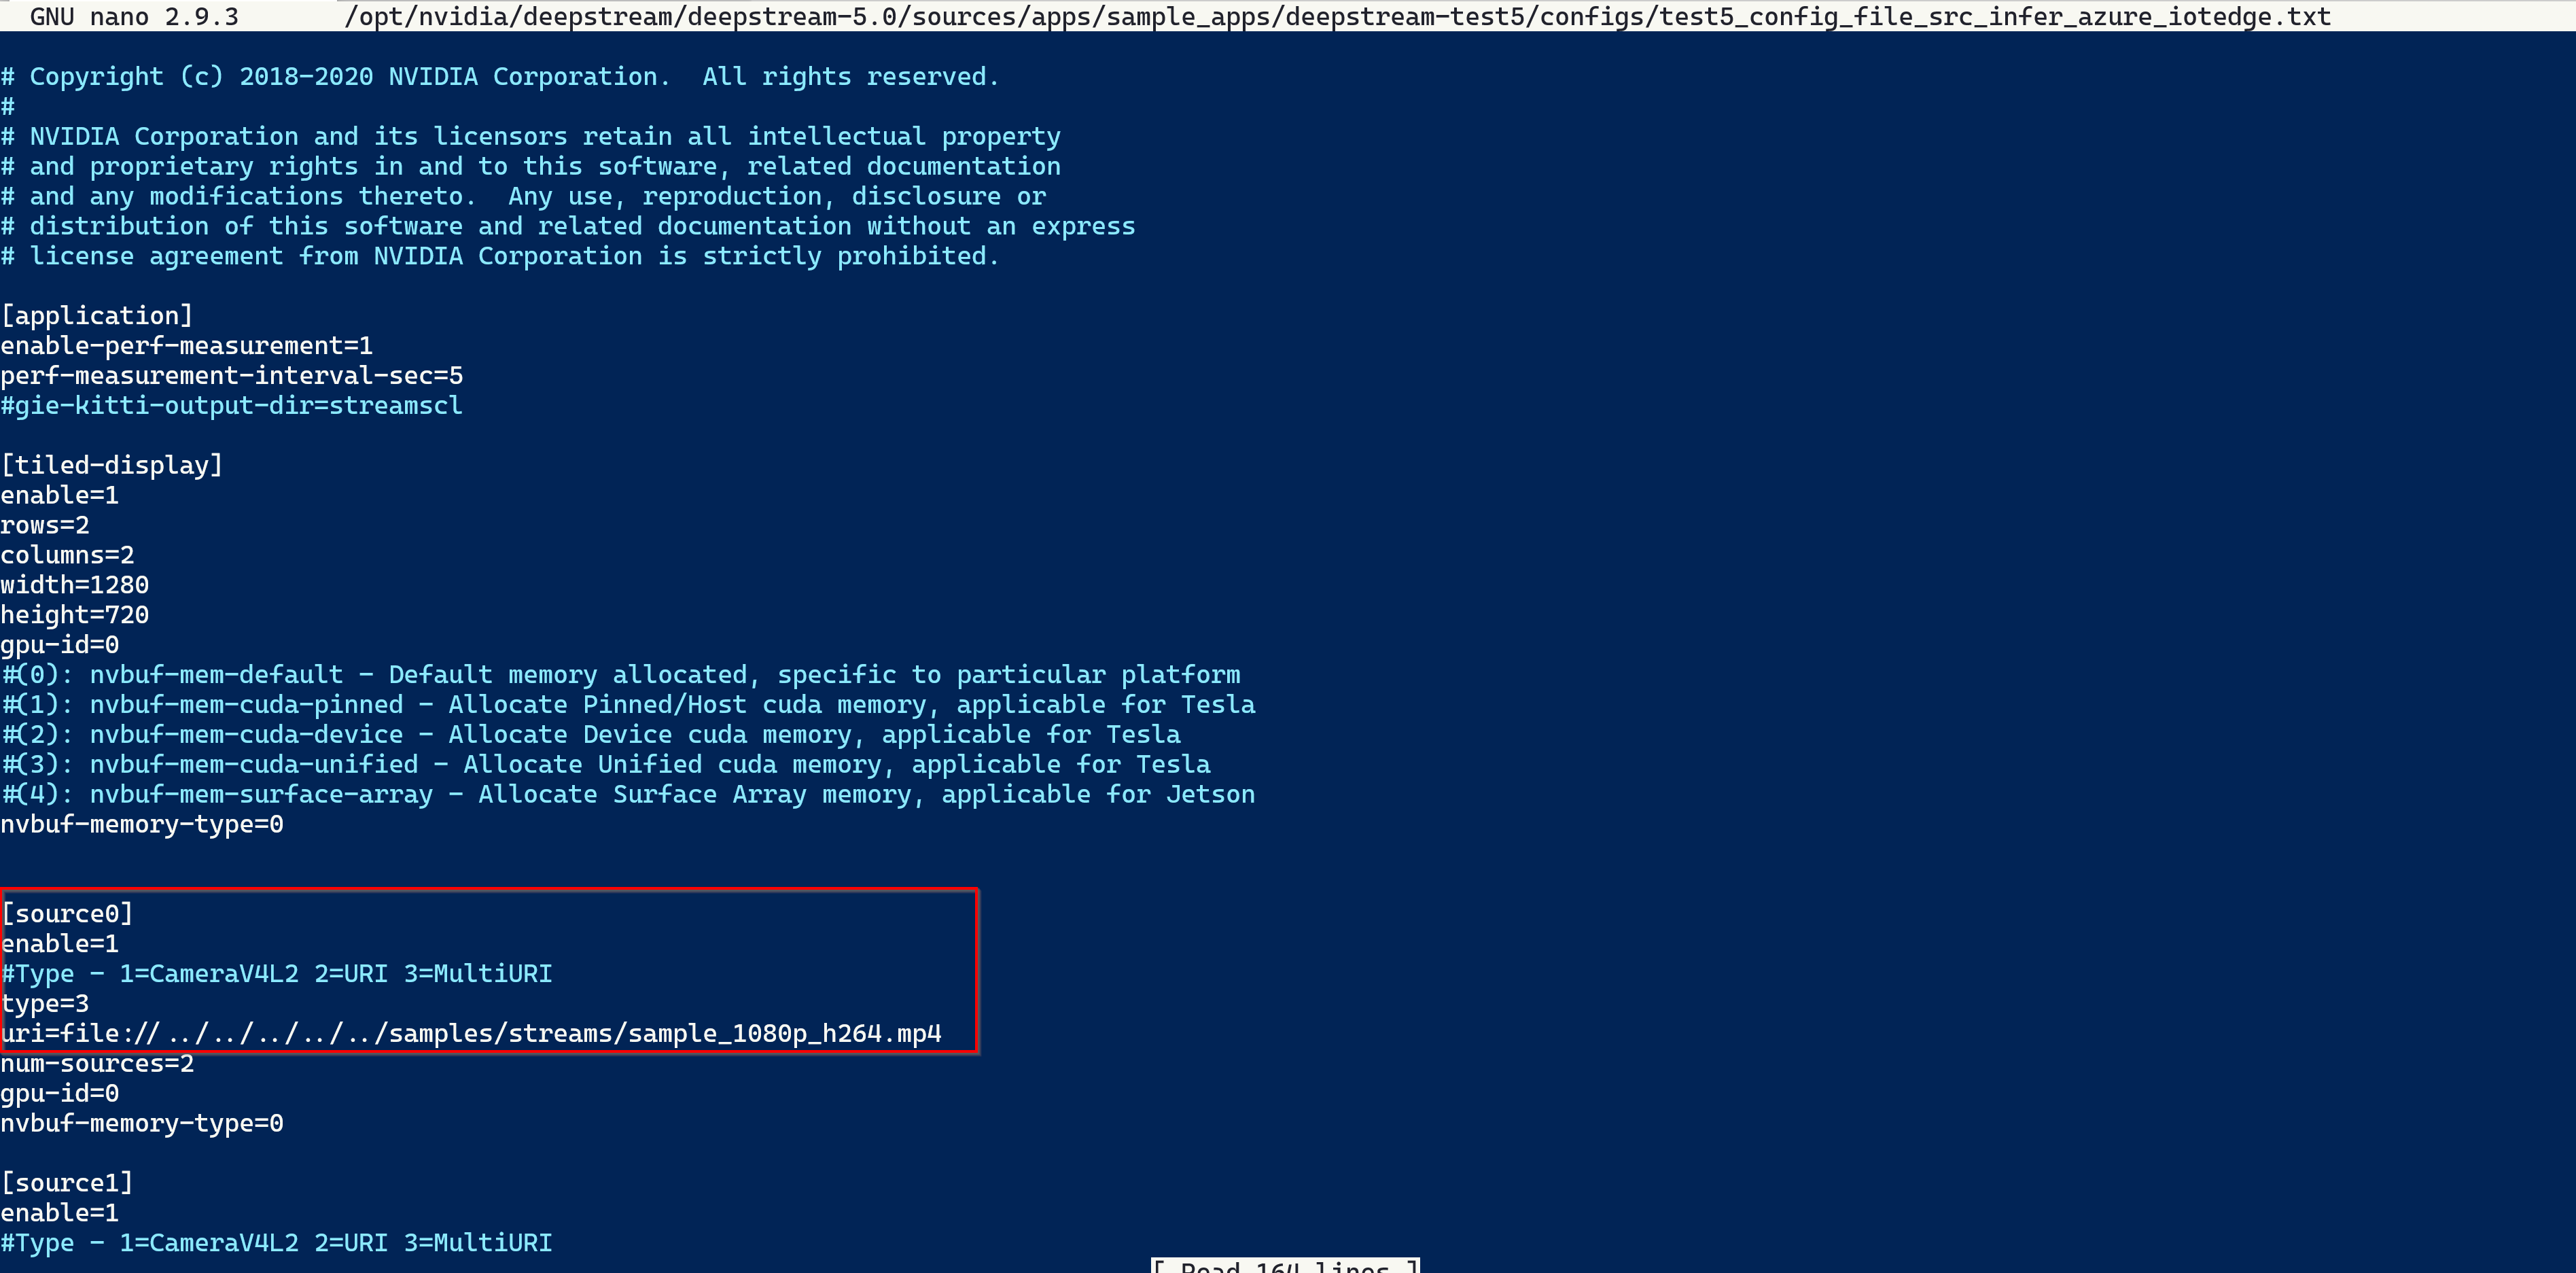 GNU nano 2.9.3 /opt/nvidia/deepstream/deepstream-5.0/sources/apps/sample_apps/deepstream-test5/configs/test5_config_file_src_infer_azure_iotedge.txt
# Copyright (c) 2018-2020 NVIDIA Corporation.  All rights reserved.
#
# NVIDIA Corporation and its licensors retain all intellectual property
# and proprietary rights in and to this software, related documentation
# and any modifications thereto.  Any use, reproduction, disclosure or
# distribution of this software and related documentation without an express
# license agreement from NVIDIA Corporation is strictly prohibited.
[application]
enable-perf-measurement=1
perf-measurement-interval-sec=5
#gie-kitti-output-dir=streamscl
[tiled-display]
enable=1
rows=2
columns=2
width=1280
height=720
gpu-id=0
#(0): nvbuf-mem-default - Default memory allocated, specific to particular platform
#(1): nvbuf-mem-cuda-pinned - Allocate Pinned/Host cuda memory, applicable for Tesla
#(2): nvbuf-mem-cuda-device - Allocate Device cuda memory, applicable for Tesla
#(3): nvbuf-mem-cuda-unified - Allocate Unified cuda memory, applicable for Tesla
#(4): nvbuf-mem-surface-array - Allocate Surface Array memory, applicable for Jetson
nvbuf-memory-type=0
[source0]
enable=1
#Type - 1=CameraV4L2 2=URI 3=MultiURI
type=3
uri=file://../../../../../samples/streams/sample_1080p_h264.mp4
num-sources=2
gpu-id=0
nvbuf-memory-type=0
[source1]
enable=1
#Type - 1=CameraV4L2 2=URI 3=MultiURI
[ Read 164 lines ]